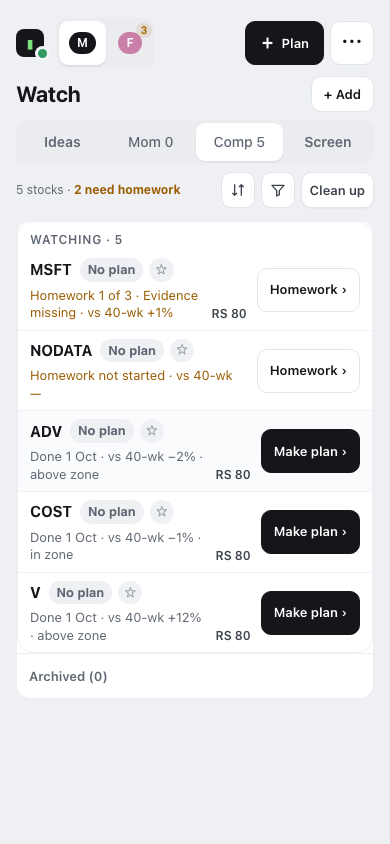 M
F
3
+ Plan
•••
Watch
+ Add
Ideas
Mom 0
Comp 5
Screen
5 stocks · 2 need homework
Clean up
WATCHING · 5
MSFT No plan ☆
Homework 1 of 3 · Evidence
missing · vs 40-wk +1%
RS 80
Homework ›
NODATA No plan ☆
Homework not started · vs 40-wk
—
Homework ›
ADV No plan ☆
Done 1 Oct · vs 40-wk −2% ·
above zone
RS 80
Make plan ›
COST No plan ☆
Done 1 Oct · vs 40-wk −1% ·
in zone
RS 80
Make plan ›
V No plan ☆
Done 1 Oct · vs 40-wk +12%
· above zone
RS 80
Make plan ›
Archived (0)